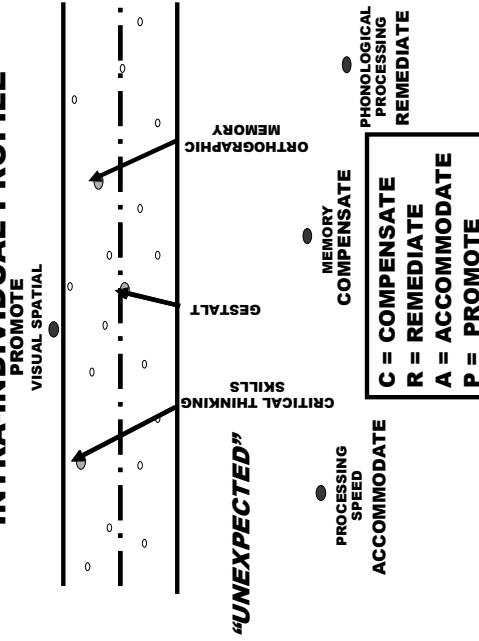 INTRA-INDIVIDUAL PROFILE
PROMOTE
VISUAL SPATIAL
CRITICAL THINKING
SKILLS
GESTALT
ORTHOGRAPHIC
MEMORY
“UNEXPECTED”
PROCESSING
SPEED
ACCOMMODATE
MEMORY
COMPENSATE
PHONOLOGICAL
PROCESSING
REMEDIATE
C = COMPENSATE
R = REMEDIATE
A = ACCOMMODATE
P = PROMOTE